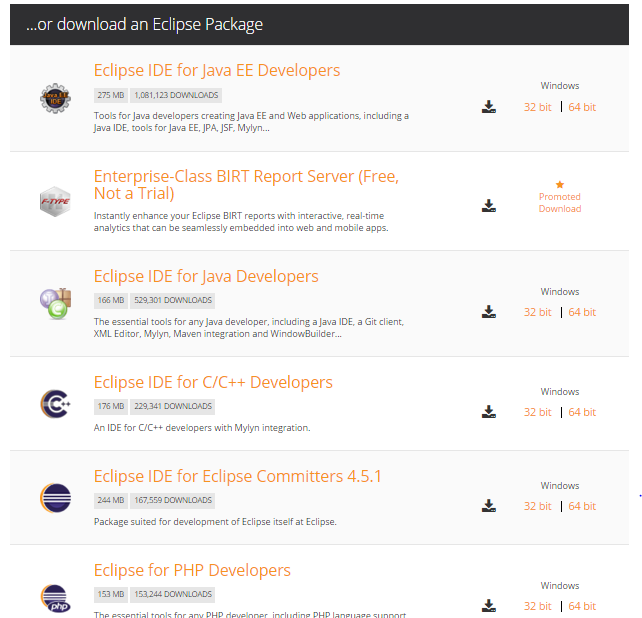 ...or download an Eclipse Package
Eclipse IDE for Java EE Developers
275 MB 1,081,123 DOWNLOADS
Tools for Java developers creating Java EE and Web applications, including a
Java IDE, tools for Java EE, JPA, JSF, Mylyn...
Windows
32 bit | 64 bit
Java EE
IDE
Enterprise-Class BIRT Report Server (Free,
Not a Trial)
Instantly enhance your Eclipse BIRT reports with interactive, real-time
analytics that can be seamlessly embedded into web and mobile apps.
Promoted
Download
F-TYPE
Eclipse IDE for Java Developers
166 MB 529,301 DOWNLOADS
The essential tools for any Java developer, including a Java IDE, a Git client,
XML Editor, Mylyn, Maven integration and WindowBuilder...
Windows
32 bit | 64 bit
Eclipse IDE for C/C++ Developers
176 MB 229,341 DOWNLOADS
An IDE for C/C++ developers with Mylyn integration.
Windows
32 bit | 64 bit
C++
Eclipse IDE for Eclipse Committers 4.5.1
244 MB 167,559 DOWNLOADS
Package suited for development of Eclipse itself at Eclipse.
Windows
32 bit | 64 bit
Eclipse for PHP Developers
153 MB 153,244 DOWNLOADS
The essential tools for any PHP developer, including PHP language support,
Windows
32 bit | 64 bit
php